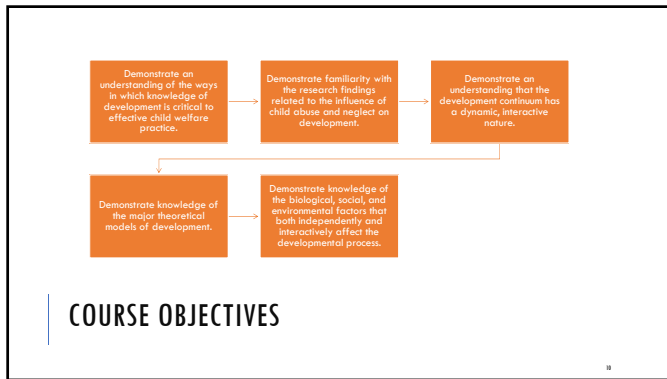 Demonstrate an
understanding of the ways
in which knowledge of
development is critical to
effective child welfare
practice.
Demonstrate familiarity with
the research findings
related to the influence of
child abuse and neglect on
development.
Demonstrate an
understanding that the
development continuum has
a dynamic, interactive
nature.
Demonstrate knowledge of
the major theoretical
models of development.
Demonstrate knowledge of
the biological, social, and
environmental factors that
both independently and
interactively affect the
developmental process.
COURSE OBJECTIVES